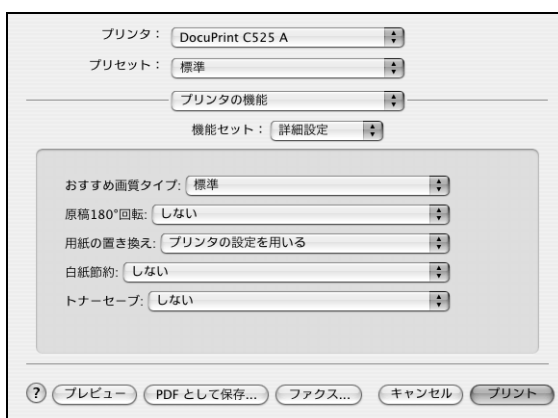 プリンタ： DocuPrint C525 A
プリセット： 標準
プリンタの機能
機能セット： 詳細設定
おすすめ画質タイプ: 標準
原稿180°回転: しない
用紙の置き換え: プリンタの設定を用いる
白紙節約: しない
トナーセーブ: しない
? プレビュー PDF として保存... ファクス... キャンセル プリント